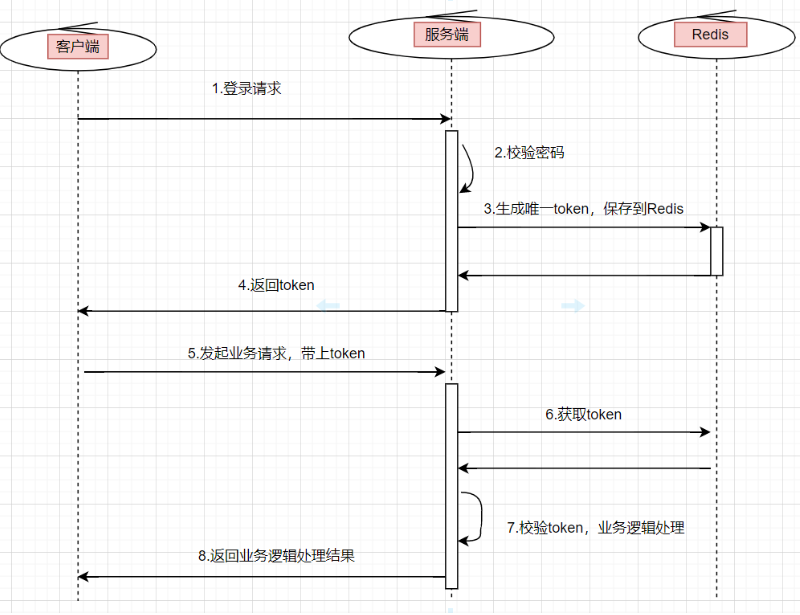 客户端
服务端
Redis
1.登录请求
2.校验密码
3.生成唯一token，保存到Redis
4.返回token
5.发起业务请求，带上token
6.获取token
7.校验token，业务逻辑处理
8.返回业务逻辑处理结果